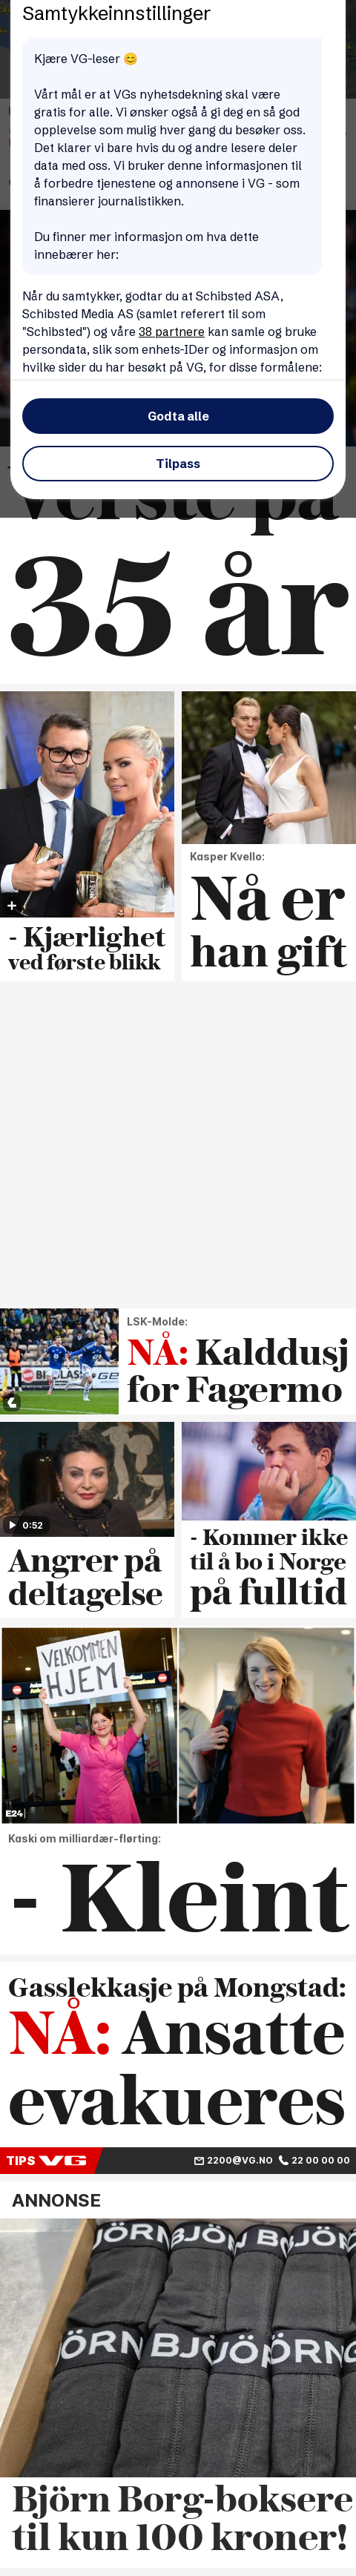 Samtykkeinnstillinger
Kjære VG-leser 😊
Vårt mål er at VGs nyhetsdekning skal være
gratis for alle. Vi ønsker også å gi deg en så god
opplevelse som mulig hver gang du besøker oss.
Det klarer vi bare hvis du og andre lesere deler
data med oss. Vi bruker denne informasjonen til
å forbedre tjenestene og annonsene i VG - som
finansierer journalistikken.
Du finner mer informasjon om hva dette
innebærer her:
Når du samtykker, godtar du at Schibsted ASA,
Schibsted Media AS (samlet referert til som
"Schibsted") og våre 38 partnere kan samle og bruke
persondata, slik som enhets-IDer og informasjon om
hvilke sider du har besøkt på VG, for disse formålene:
Godta alle
Tilpass
Verste på
35 år
- Kjærlighet
ved første blikk
Kasper Kvello:
Nå er
han gift
LSK-Molde:
NÅ: Kalddusj
for Fagermo
0:52
Angrer på
deltagelse
- Kommer ikke
til å bo i Norge
på fulltid
VELKOMMEN
HJEM
E24
Kaski om milliardær-flørting:
- Kleint
Gasslekkasje på Mongstad:
NÅ: Ansatte
evakueres
TIPS VG 2200@VG.NO 22 00 00 00
ANNONSE
BJÖRN BJÖRN
Björn Borg-boksere
til kun 100 kroner!